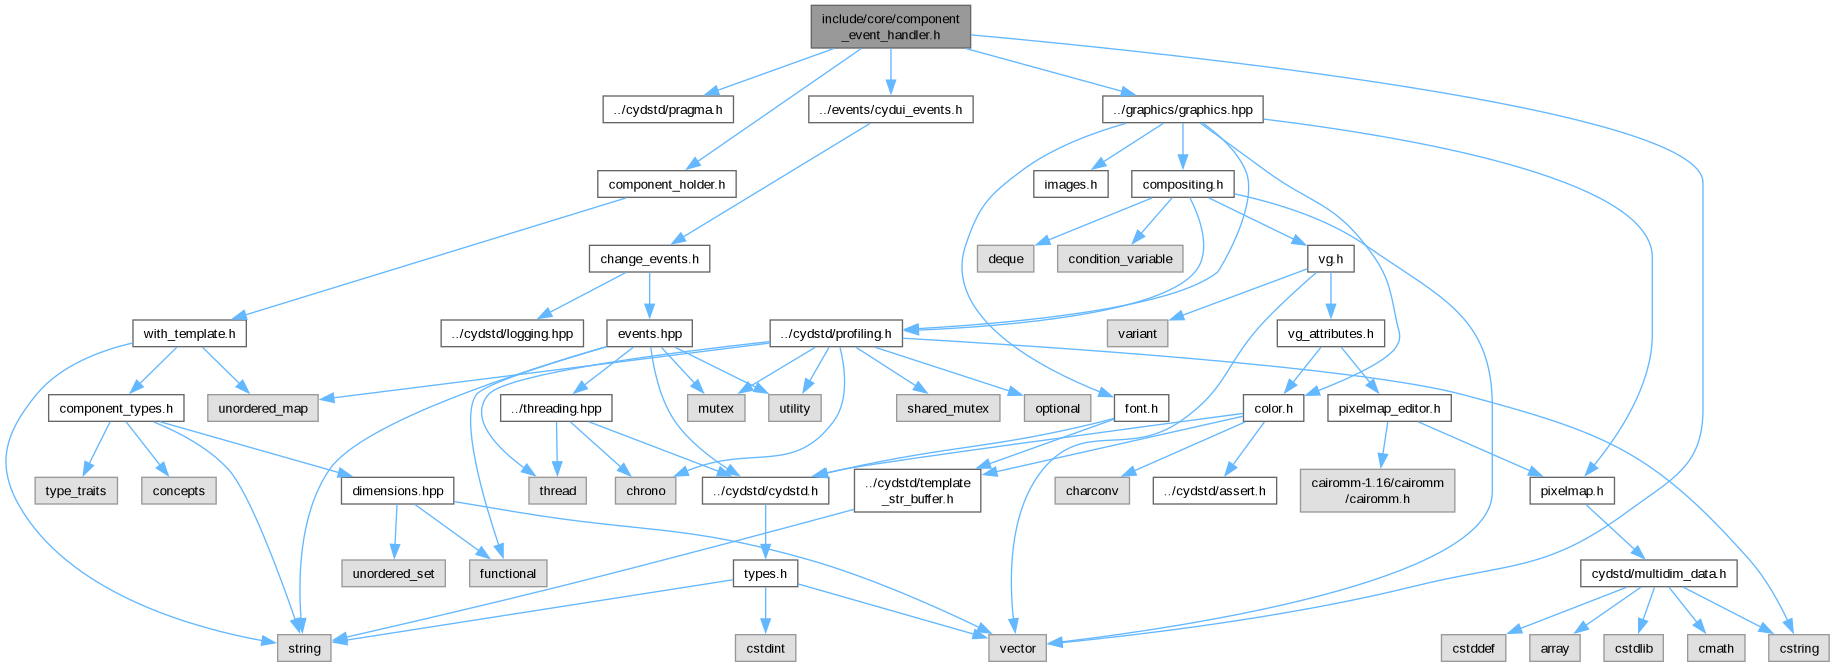 include/core/component
_event_handler.h
../cydstd/pragma.h
../events/cydui_events.h
../graphics/graphics.hpp
component_holder.h
images.h
compositing.h
change_events.h
deque
condition_variable
vg.h
with_template.h
../cydstd/logging.hpp
events.hpp
../cydstd/profiling.h
variant
vg_attributes.h
component_types.h
unordered_map
../threading.hpp
mutex
utility
shared_mutex
optional
font.h
color.h
pixelmap_editor.h
type_traits
concepts
dimensions.hpp
thread
chrono
../cydstd/cydstd.h
../cydstd/template
_str_buffer.h
charconv
../cydstd/assert.h
cairomm-1.16/cairomm
/cairomm.h
pixelmap.h
unordered_set
functional
types.h
cydstd/multidim_data.h
string
cstdint
vector
cstddef
array
cstdlib
cmath
cstring